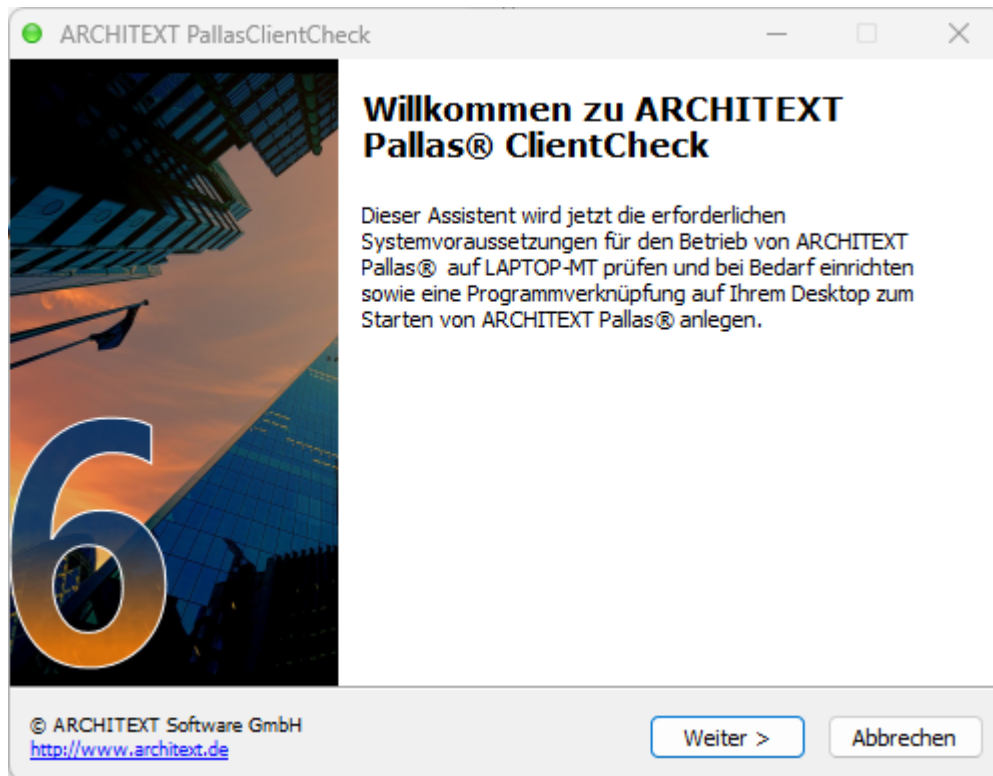 ARCHITEXT PallasClientCheck
Willkommen zu ARCHITEXT
Pallas® ClientCheck
Dieser Assistent wird jetzt die erforderlichen
Systemvoraussetzungen für den Betrieb von ARCHITEXT
Pallas® auf LAPTOP-MT prüfen und bei Bedarf einrichten
sowie eine Programmverknüpfung auf Ihrem Desktop zum
Starten von ARCHITEXT Pallas® anlegen.
6
© ARCHITEXT Software GmbH
http://www.architext.de
Weiter >
Abbrechen